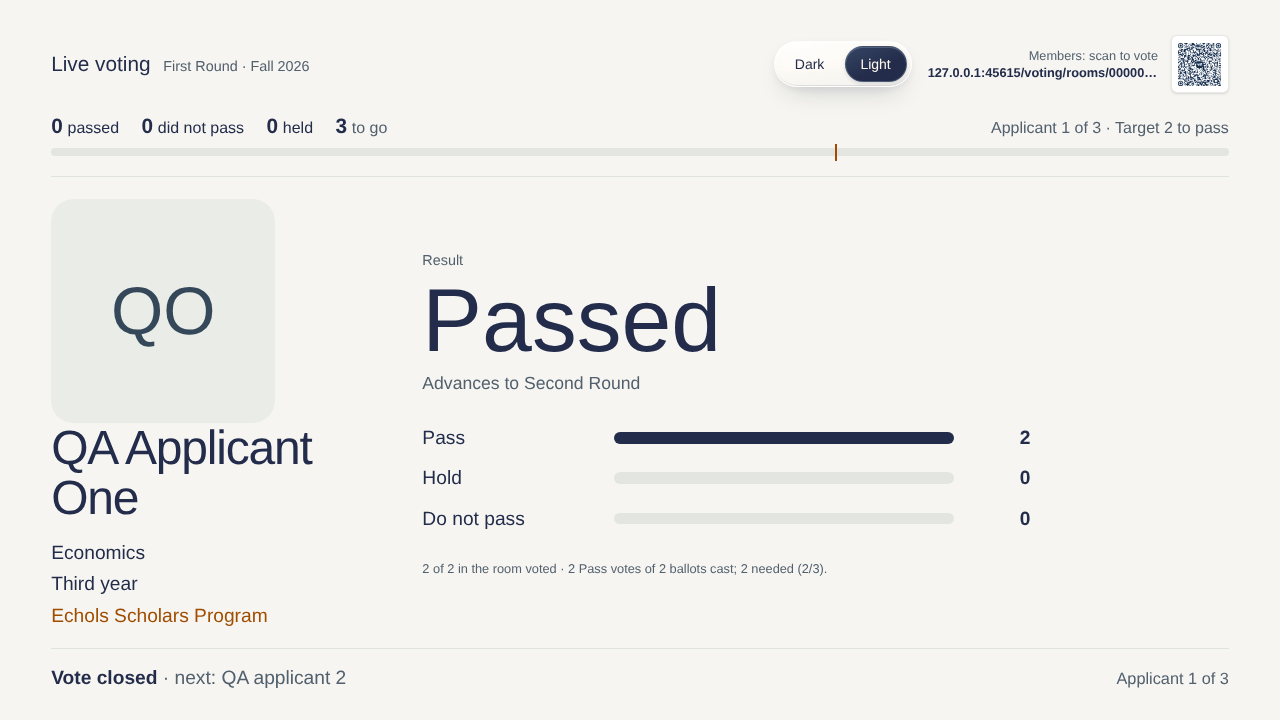 Live voting First Round · Fall 2026
Dark Light
Members: scan to vote
127.0.0.1:45615/voting/rooms/00000…
0 passed 0 did not pass 0 held 3 to go
Applicant 1 of 3 · Target 2 to pass
QO
QA Applicant
One
Economics
Third year
Echols Scholars Program
Result
Passed
Advances to Second Round
Pass 2
Hold 0
Do not pass 0
2 of 2 in the room voted · 2 Pass votes of 2 ballots cast; 2 needed (2/3).
Vote closed · next: QA applicant 2
Applicant 1 of 3